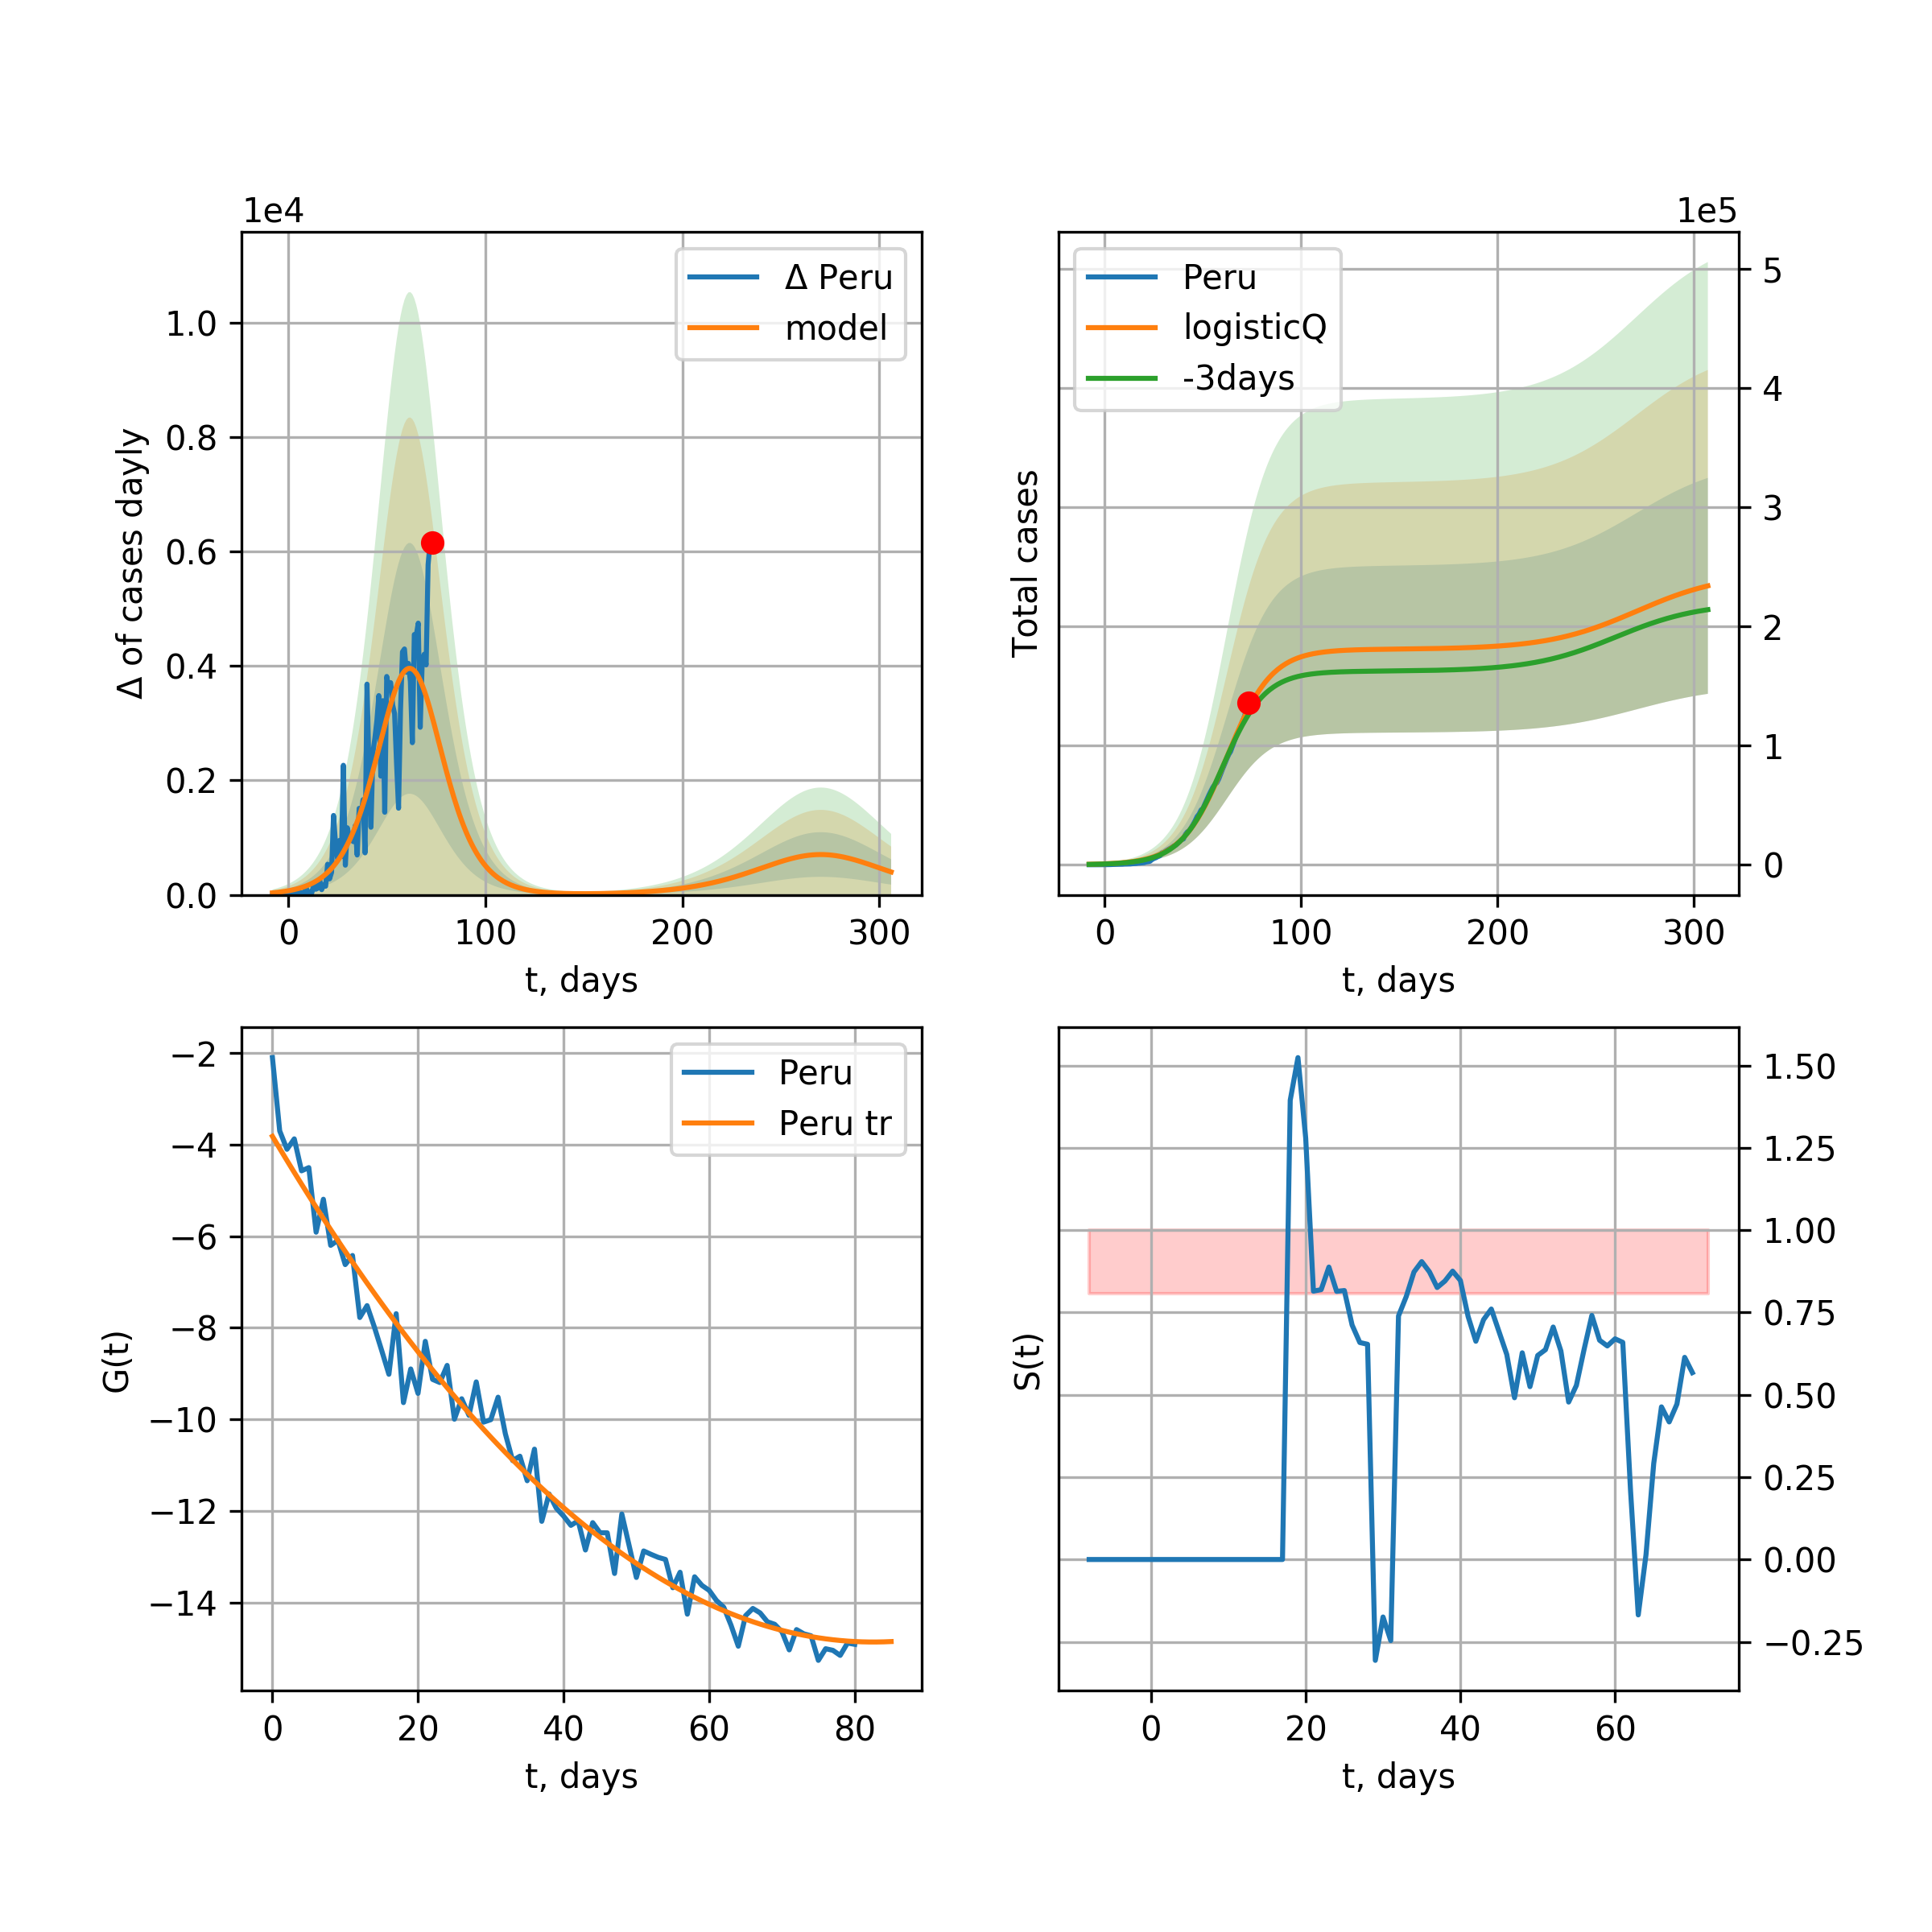 1e4
Δ of cases dayly
1.0
0.8
0.6
0.4
0.2
0.0
Δ Peru
model
0 100 200 300
t, days
1e5
Total cases
Peru
logisticQ
-3days
5
4
3
2
1
0
0 100 200 300
t, days
G(t)
−2
−4
−6
−8
−10
−12
−14
Peru
Peru tr
0 20 40 60 80
t, days
S(t)
1.50
1.25
1.00
0.75
0.50
0.25
0.00
−0.25
0 20 40 60
t, days